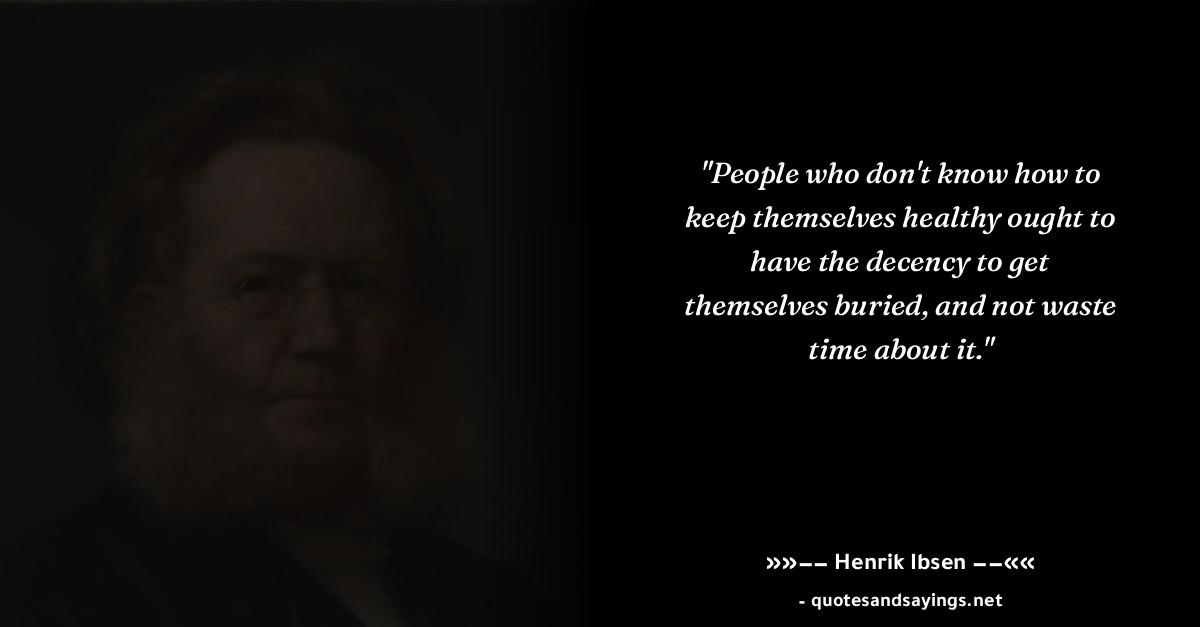 "People who don't know how to
keep themselves healthy ought to
have the decency to get
themselves buried, and not waste
time about it."
»»−− Henrik Ibsen −−««
- quotesandsayings.net